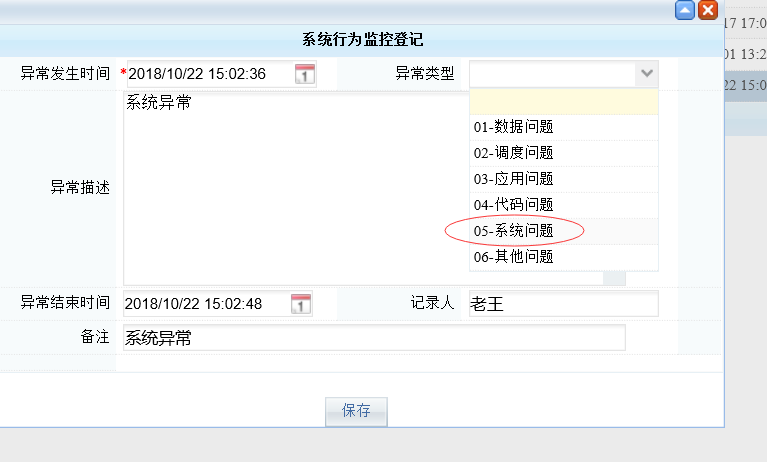 系统行为监控登记
异常发生时间 *2018/10/22 15:02:36 1 异常类型
异常描述 系统异常
01-数据问题
02-调度问题
03-应用问题
04-代码问题
05-系统问题
06-其他问题
异常结束时间 2018/10/22 15:02:48 1 记录人 老王
备注 系统异常
保存
17 17:0
01 13:2
22 15:0